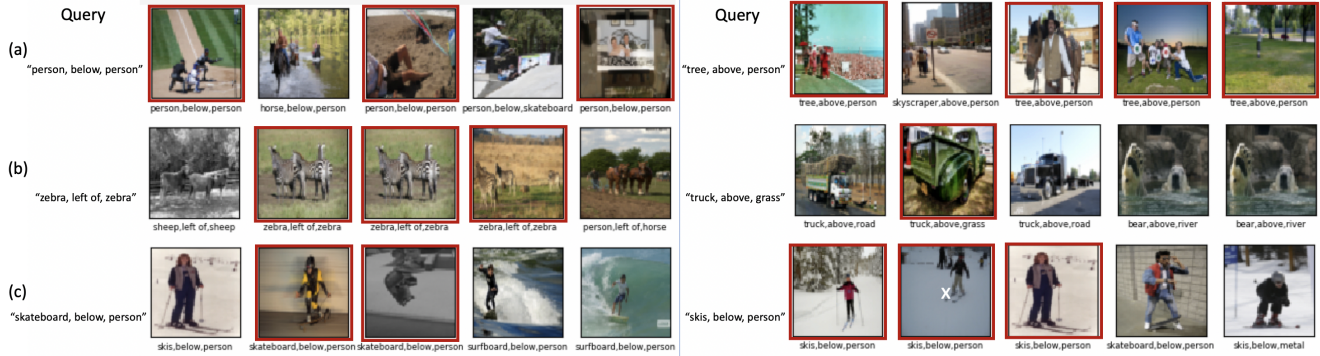 Query
(a)
"person, below, person"
person,below,person
horse,below,person
person,below,person
person,below,skateboard
person,below,person
(b)
"zebra, left of, zebra"
sheep,left of,sheep
zebra,left of,zebra
zebra,left of,zebra
zebra,left of,zebra
person,left of,horse
(c)
"skateboard, below, person"
skis,below,person
skateboard,below,person
skateboard,below,person
surfboard,below,person
surfboard,below,person
Query
"tree, above, person"
tree,above,person
skyscraper,above,person
tree,above,person
tree,above,person
tree,above,person
"truck, above, grass"
truck,above,road
truck,above,grass
truck,above,road
bear,above,river
bear,above,river
"skis, below, person"
X
skis,below,person
skis,below,person
skis,below,person
skateboard,below,person
skis,below,metal